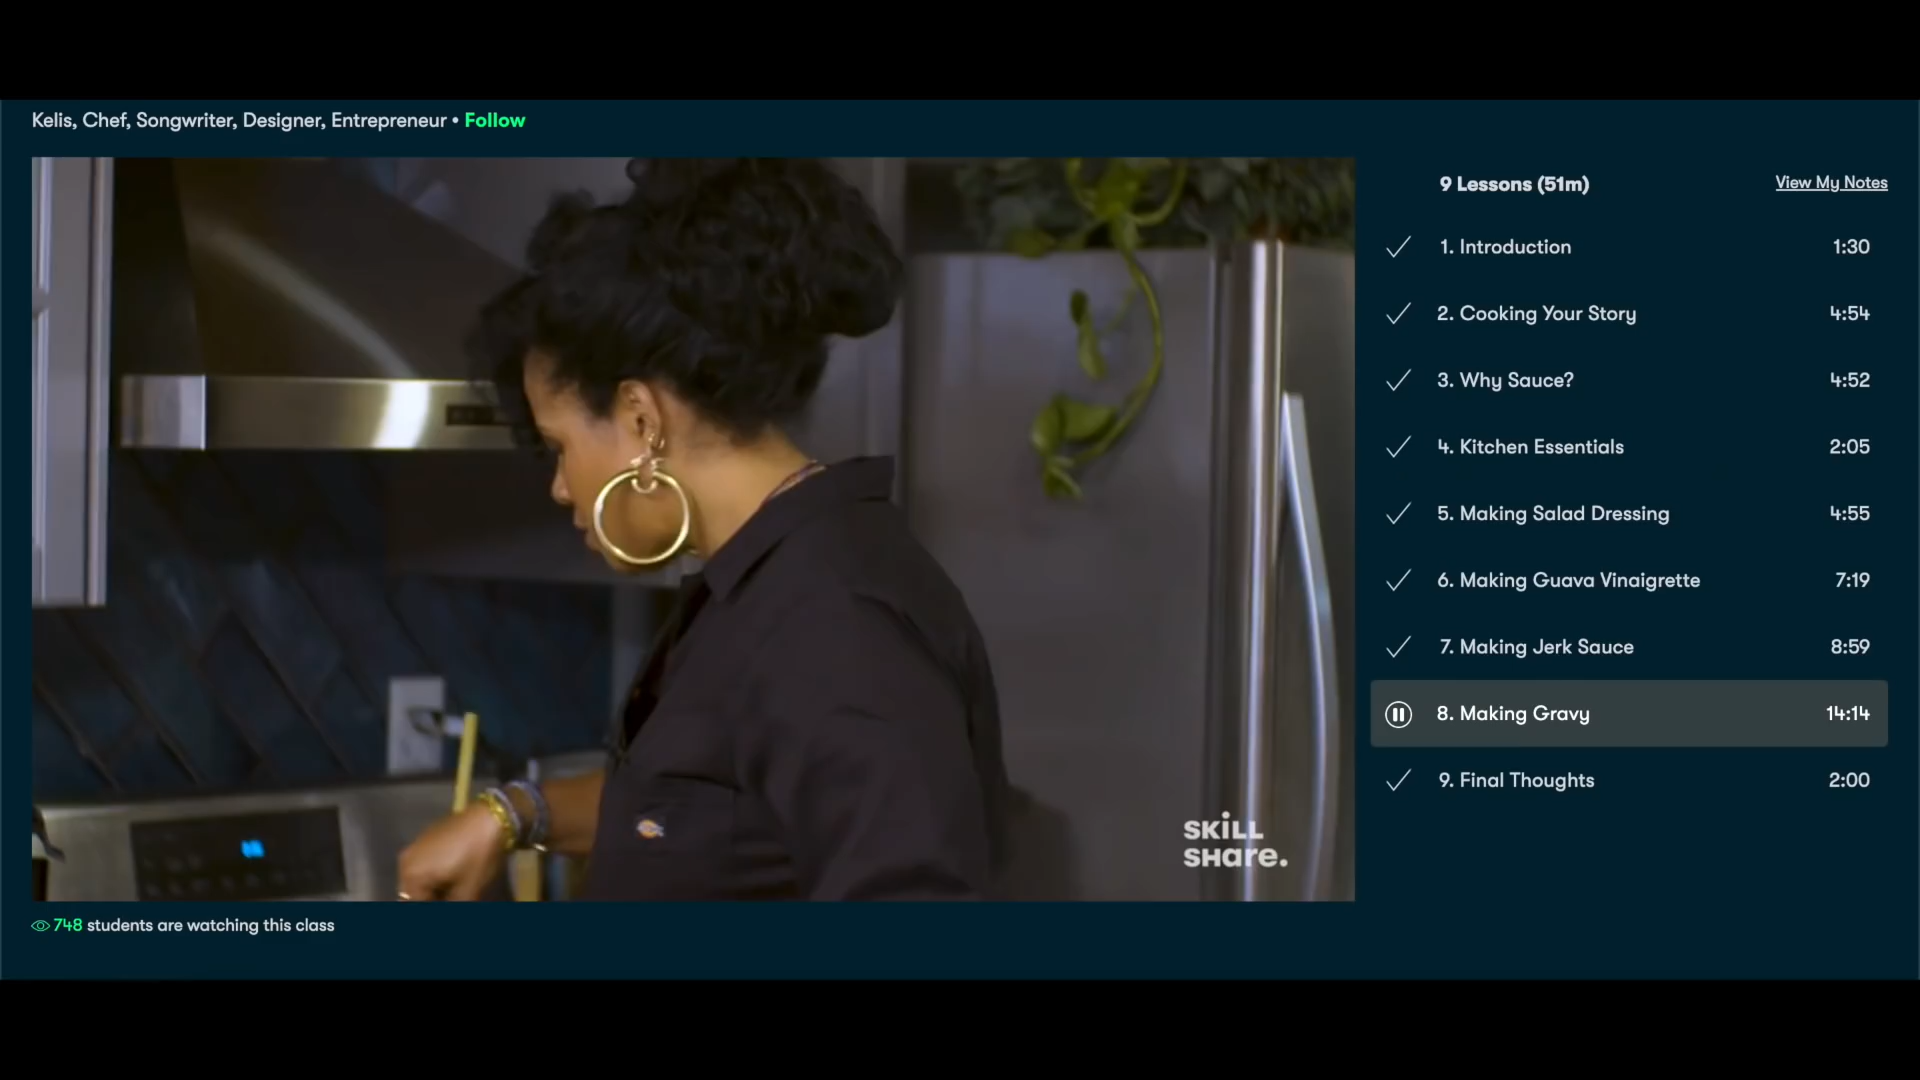 Kelis, Chef, Songwriter, Designer, Entrepreneur • Follow
9 Lessons (51m) View My Notes
1. Introduction 1:30
2. Cooking Your Story 4:54
3. Why Sauce? 4:52
4. Kitchen Essentials 2:05
5. Making Salad Dressing 4:55
6. Making Guava Vinaigrette 7:19
7. Making Jerk Sauce 8:59
8. Making Gravy 14:14
9. Final Thoughts 2:00
SKiLL
SHare.
748 students are watching this class